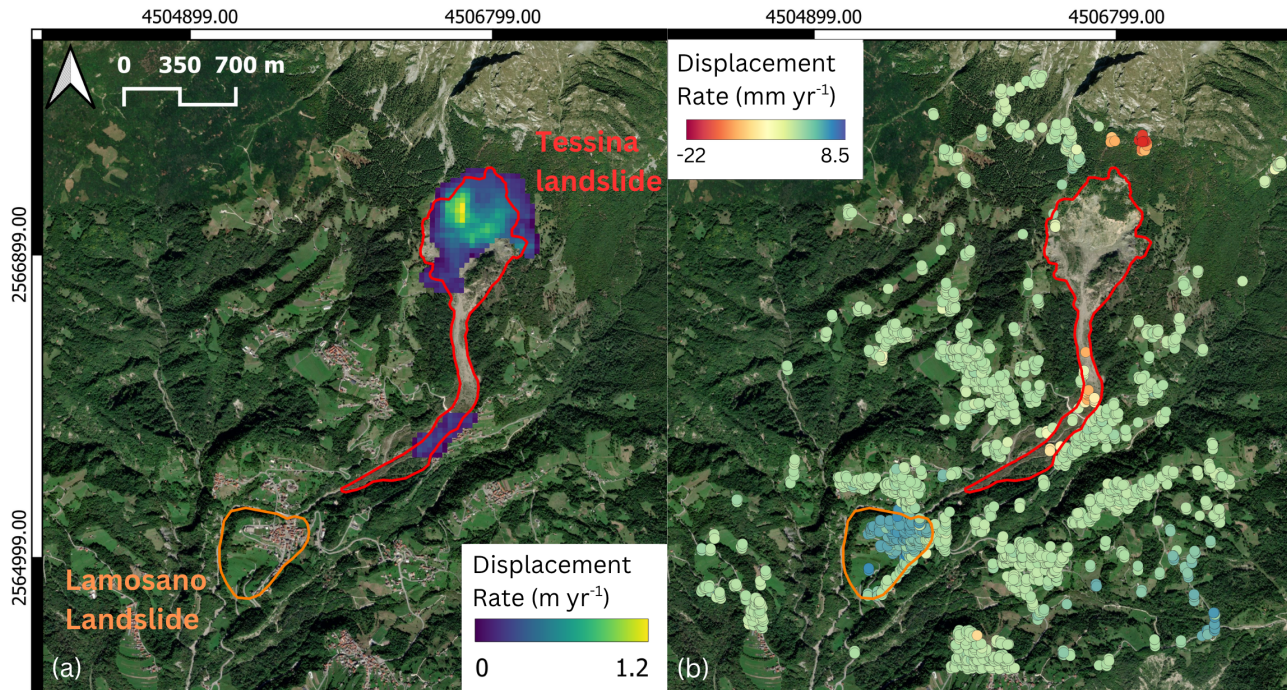 4504899.00
4506799.00
4504899.00
4506799.00
0 350 700 m
Tessina
landslide
2566899.00
2564999.00
Lamosano
Landslide
Displacement
Rate (m yr⁻¹)
0
1.2
(a)
Displacement
Rate (mm yr⁻¹)
-22
8.5
(b)